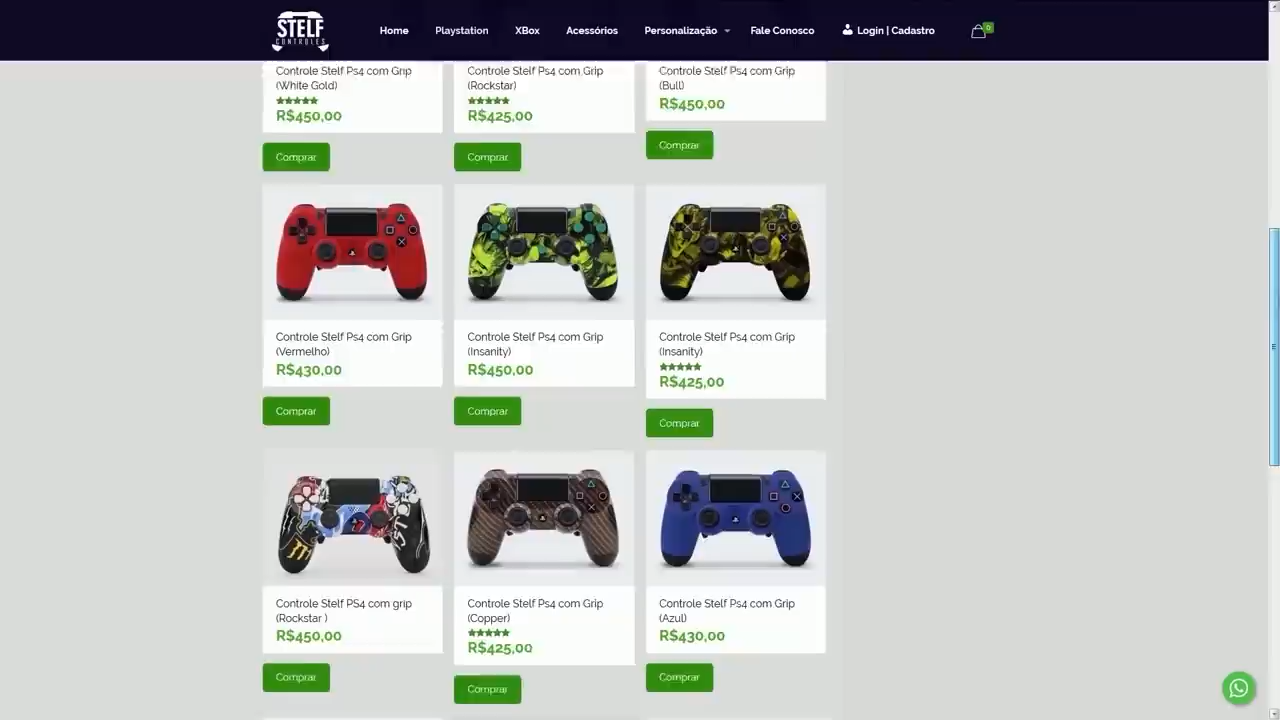 STELF
CONTROLES
Home
Playstation
XBox
Acessórios
Personalização
Fale Conosco
Login | Cadastro
0
Controle Stelf Ps4 com Grip
(White Gold)
R$450,00
Comprar
Controle Stelf Ps4 com Grip
(Rockstar)
R$425,00
Comprar
Controle Stelf Ps4 com Grip
(Bull)
R$450,00
Comprar
Controle Stelf Ps4 com Grip
(Vermelho)
R$430,00
Comprar
Controle Stelf Ps4 com Grip
(Insanity)
R$450,00
Comprar
Controle Stelf Ps4 com Grip
(Insanity)
R$425,00
Comprar
Controle Stelf PS4 com grip
(Rockstar )
R$450,00
Comprar
Controle Stelf Ps4 com Grip
(Copper)
R$425,00
Comprar
Controle Stelf Ps4 com Grip
(Azul)
R$430,00
Comprar